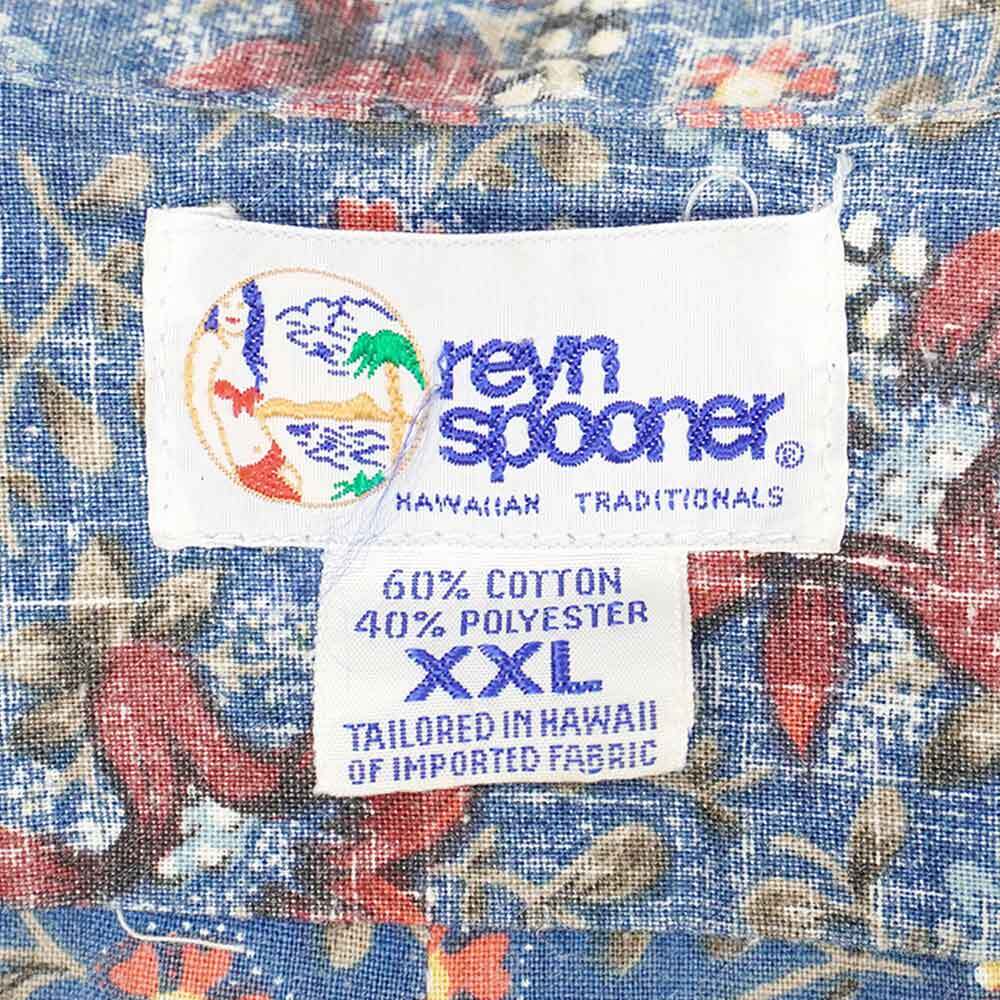 reyn
spooner®
HAWAIIAN TRADITIONALS
60% COTTON
40% POLYESTER
XXL
TAILORED IN HAWAII
OF IMPORTED FABRIC